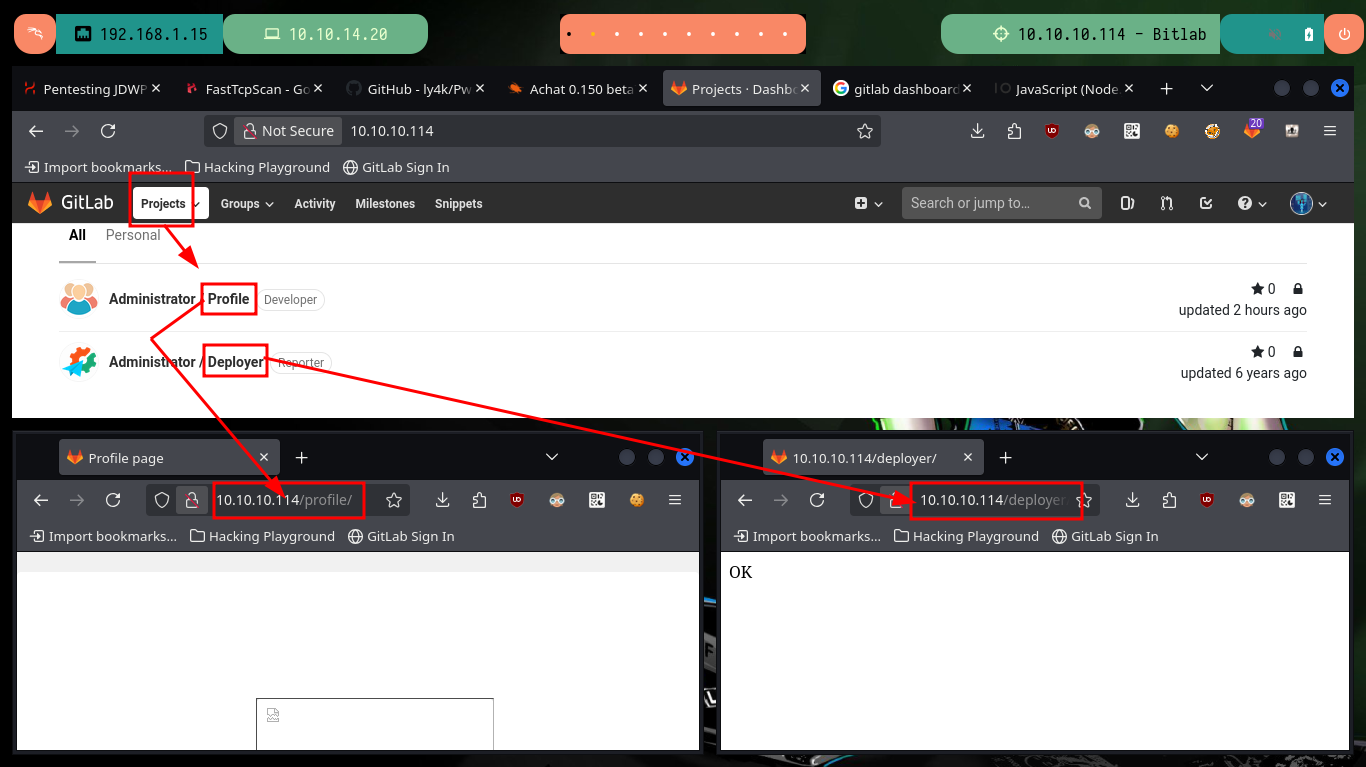 192.168.1.15 10.10.14.20 10.10.10.114 - Bitlab
Pentesting JDWP FastTcpScan - Go GitHub - ly4k/Pw Achat 0.150 beta Projects · Dashbo gitlab dashboard JavaScript (Node
Not Secure 10.10.10.114 20
Import bookmarks... Hacking Playground GitLab Sign In
GitLab Projects Groups Activity Milestones Snippets Search or jump to…
All Personal
Administrator / Profile Developer 0
updated 2 hours ago
Administrator / Deployer Reporter 0
updated 6 years ago
Profile page
10.10.10.114/profile/
Import bookmarks... Hacking Playground GitLab Sign In
10.10.10.114/deployer/
10.10.10.114/deployer
Import bookmarks... Hacking Playground GitLab Sign In
OK